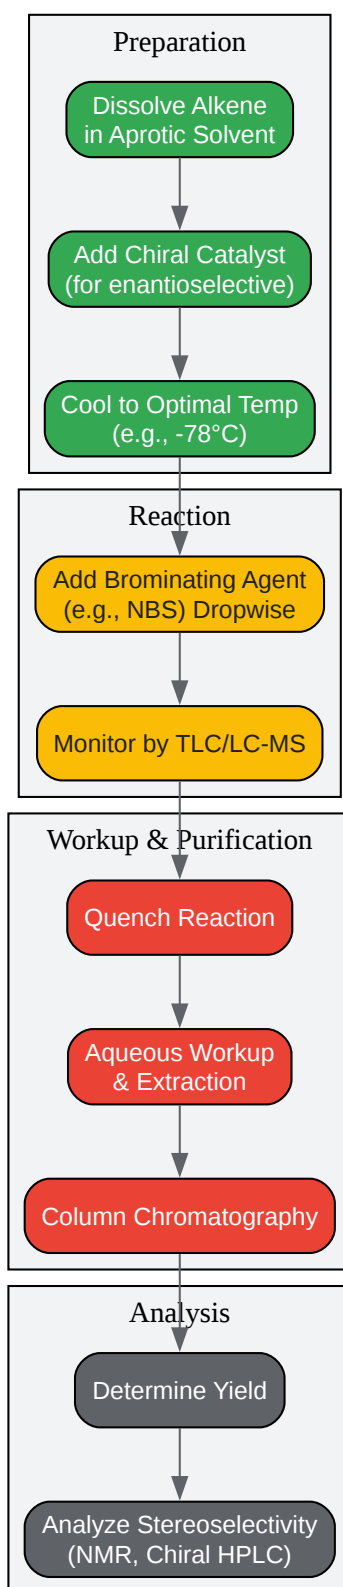 Preparation
Dissolve Alkene
in Aprotic Solvent
Add Chiral Catalyst
(for enantioselective)
Cool to Optimal Temp
(e.g., -78°C)
Reaction
Add Brominating Agent
(e.g., NBS) Dropwise
Monitor by TLC/LC-MS
Workup & Purification
Quench Reaction
Aqueous Workup
& Extraction
Column Chromatography
Analysis
Determine Yield
Analyze Stereoselectivity
(NMR, Chiral HPLC)